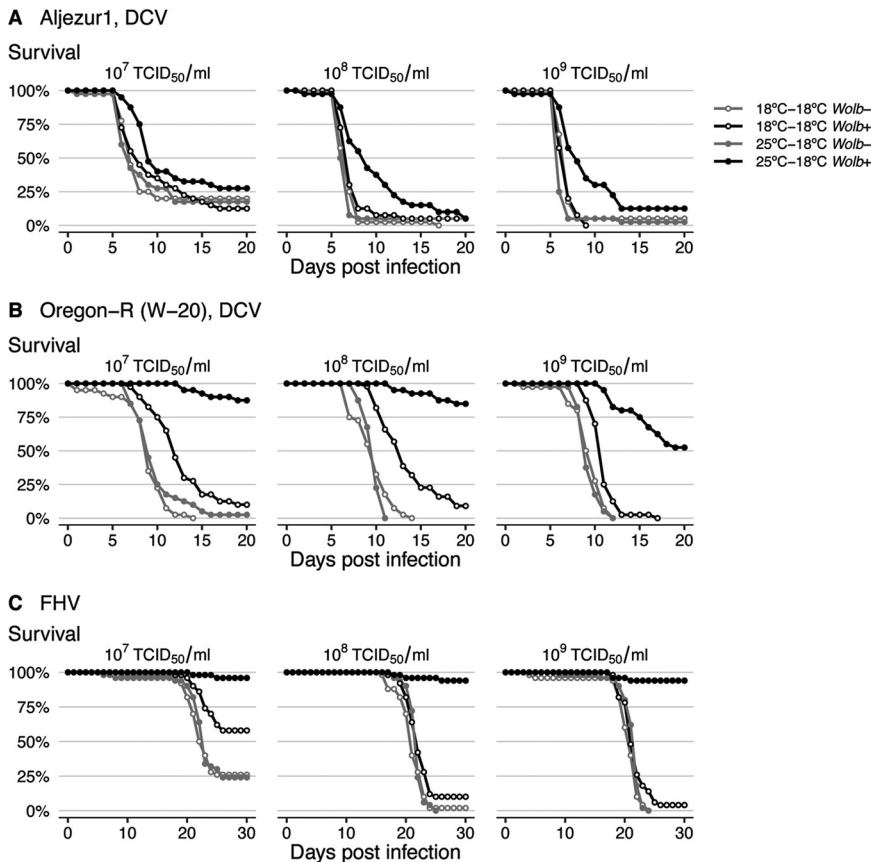 A Aljezur1, DCV
Survival
10⁷ TCID₅₀/ml 10⁸ TCID₅₀/ml 10⁹ TCID₅₀/ml
100%
75%
50%
25%
0%
0 5 10 15 20 0 5 10 15 20 0 5 10 15 20
Days post infection
18ºC–18ºC Wolb–
18ºC–18ºC Wolb+
25ºC–18ºC Wolb–
25ºC–18ºC Wolb+
B Oregon–R (W–20), DCV
Survival
10⁷ TCID₅₀/ml 10⁸ TCID₅₀/ml 10⁹ TCID₅₀/ml
100%
75%
50%
25%
0%
0 5 10 15 20 0 5 10 15 20 0 5 10 15 20
Days post infection
C FHV
Survival
10⁷ TCID₅₀/ml 10⁸ TCID₅₀/ml 10⁹ TCID₅₀/ml
100%
75%
50%
25%
0%
0 10 20 30 0 10 20 30 0 10 20 30
Days post infection